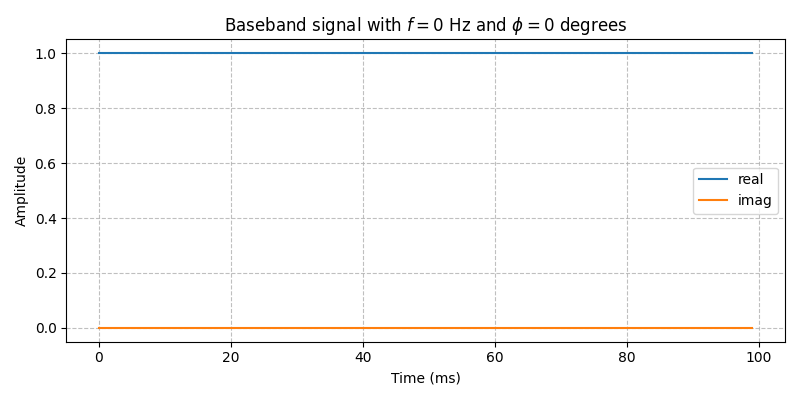 Baseband signal with f = 0 Hz and ϕ = 0 degrees
1.0
0.8
0.6
0.4
0.2
0.0
Amplitude
real
imag
0 20 40 60 80 100
Time (ms)